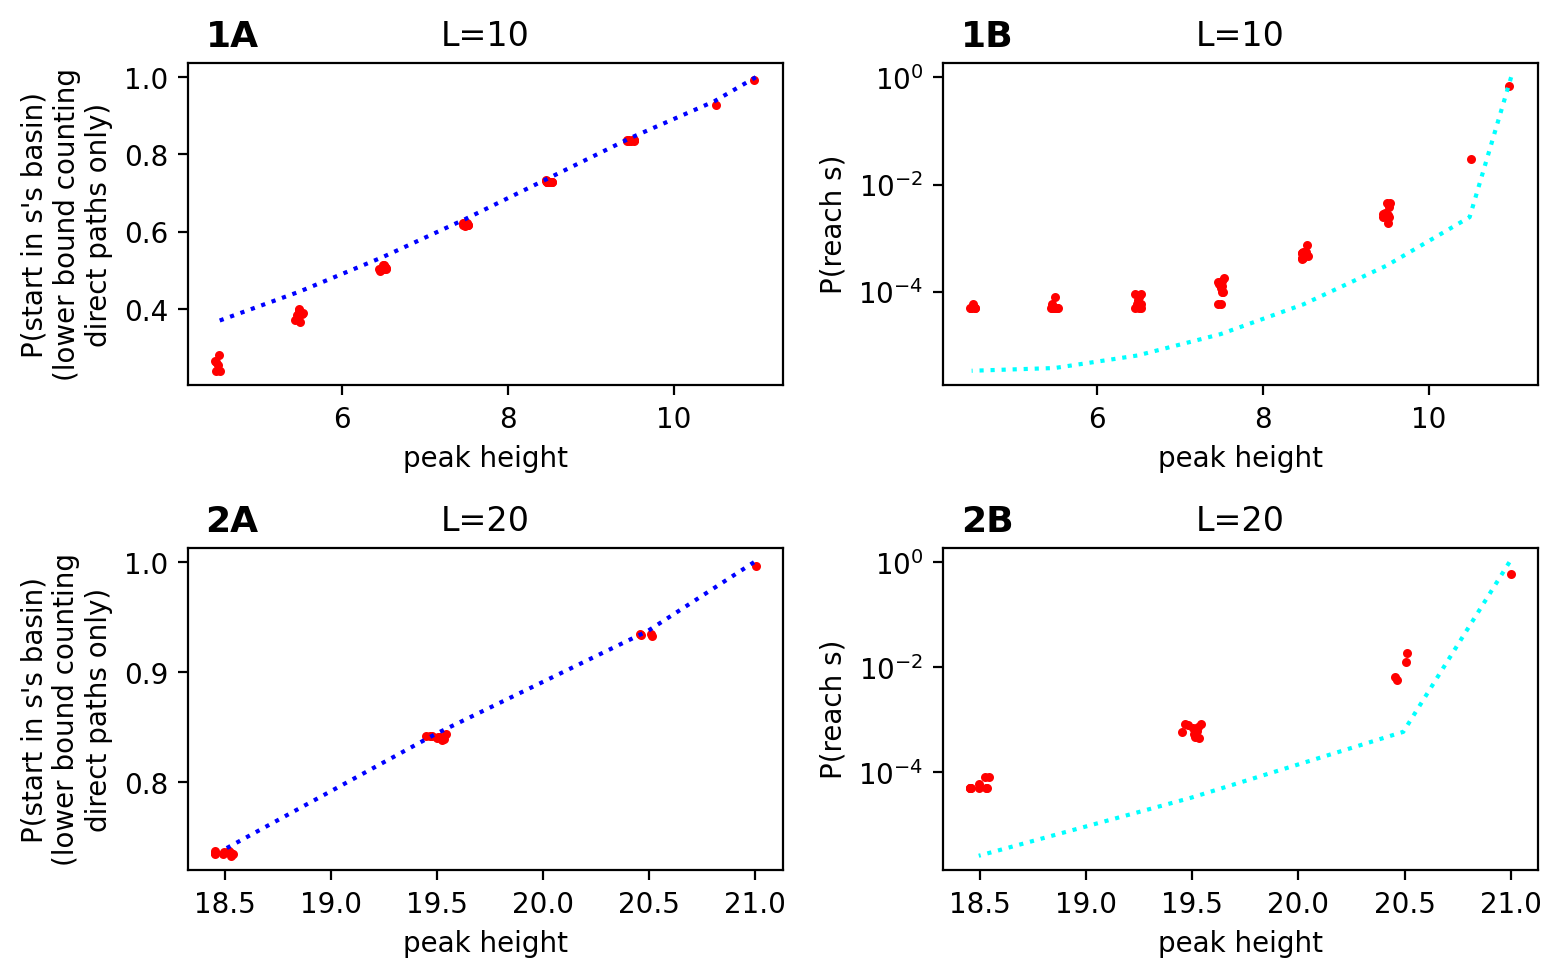 1A
L=10
P(start in s's basin)
(lower bound counting
direct paths only)
1.0
0.8
0.6
0.4
6
8
10
peak height
1B
L=10
P(reach s)
10⁰
10⁻²
10⁻⁴
6
8
10
peak height
2A
L=20
P(start in s's basin)
(lower bound counting
direct paths only)
1.0
0.9
0.8
18.5 19.0 19.5 20.0 20.5 21.0
peak height
2B
L=20
P(reach s)
10⁰
10⁻²
10⁻⁴
18.5 19.0 19.5 20.0 20.5 21.0
peak height